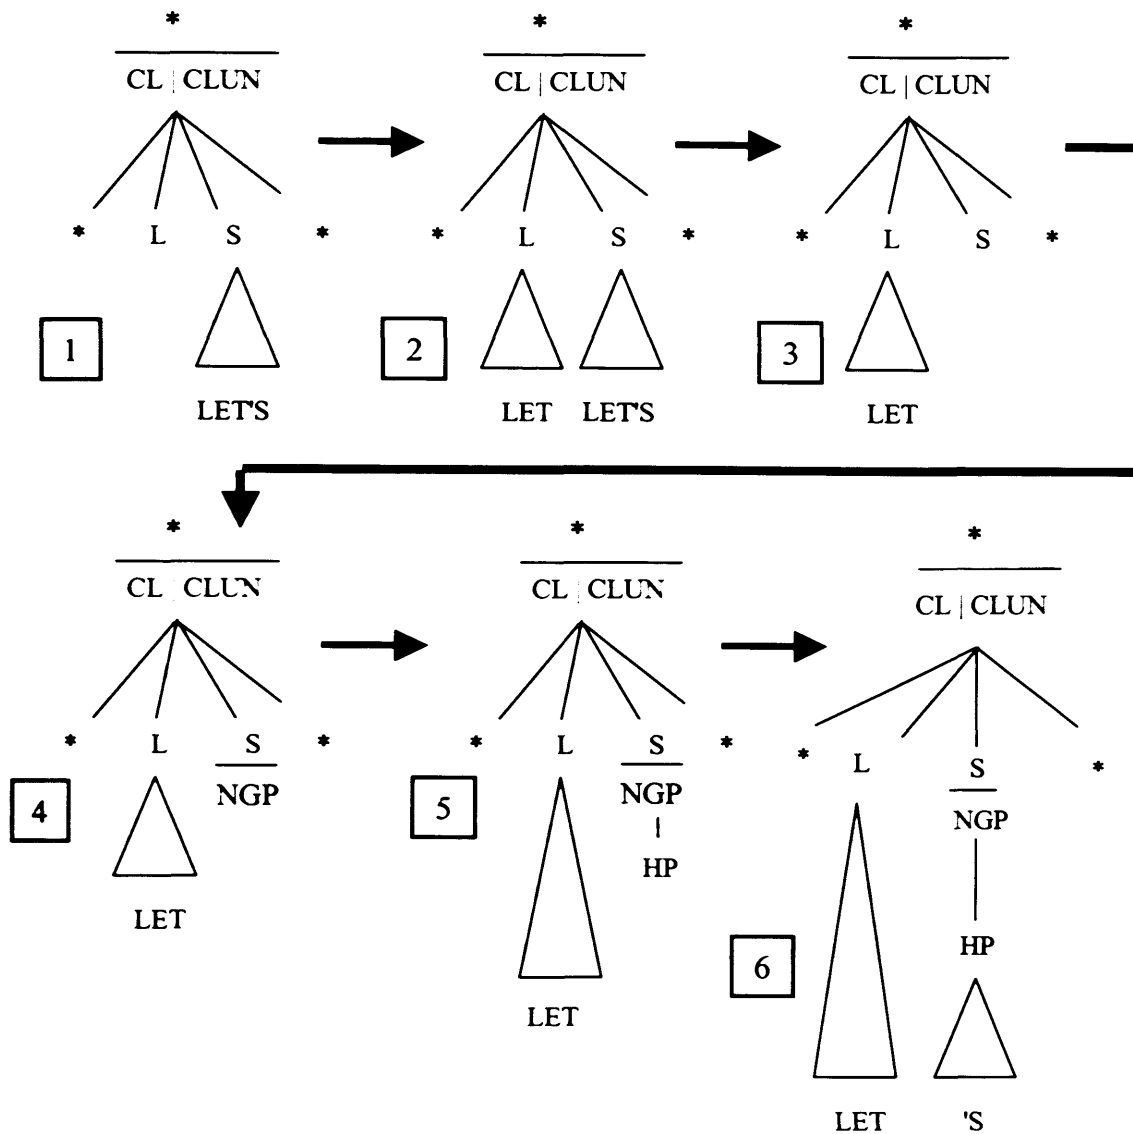 * * *
CL | CLUN CL | CLUN CL | CLUN
* L S * * L S * * L S *
1 2 3
LET'S LET LET'S LET
* * *
CL | CLUN CL | CLUN CL | CLUN
* L S * * L S * * L S *
NGP NGP NGP
4 5
HP
LET
HP
6
LET
LET 'S